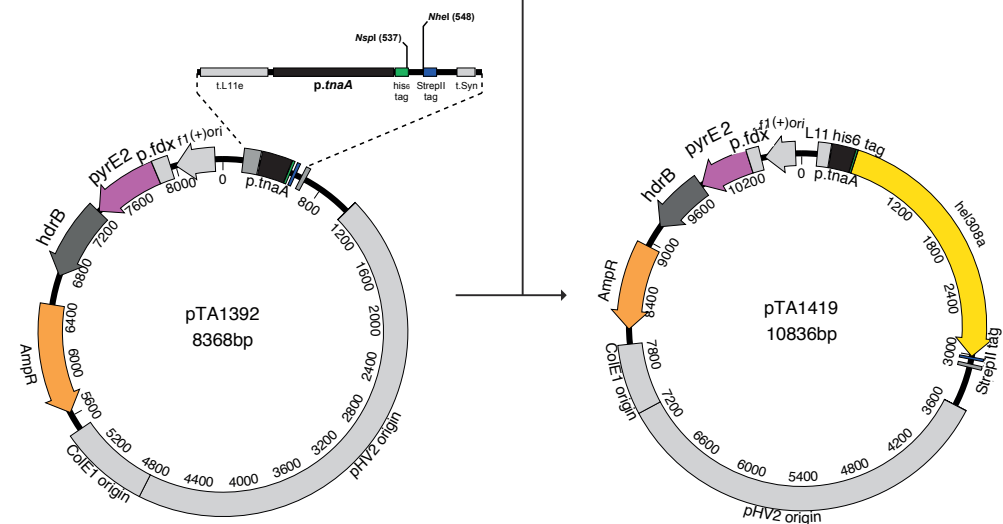 NheI (548)
NspI (537)
t.L11e
p.tnaA
his6
tag
StrepII
tag
t.Syn
pyrE2
p.fdx
f1(+)ori
hdrB
AmpR
ColE1 origin
pHV2 origin
p.tnaA
0
800
1200
1600
2000
2400
2800
3200
3600
4000
4400
4800
5200
5600
6000
6400
6800
7200
7600
8000
pTA1392
8368bp
pyrE2
p.fdx
f1(+)ori
L11
his6 tag
p.tnaA
hel308a
StrepII tag
hdrB
AmpR
ColE1 origin
pHV2 origin
0
1200
1800
2400
3000
3600
4200
4800
5400
6000
6600
7200
7800
8400
9000
9600
10200
pTA1419
10836bp